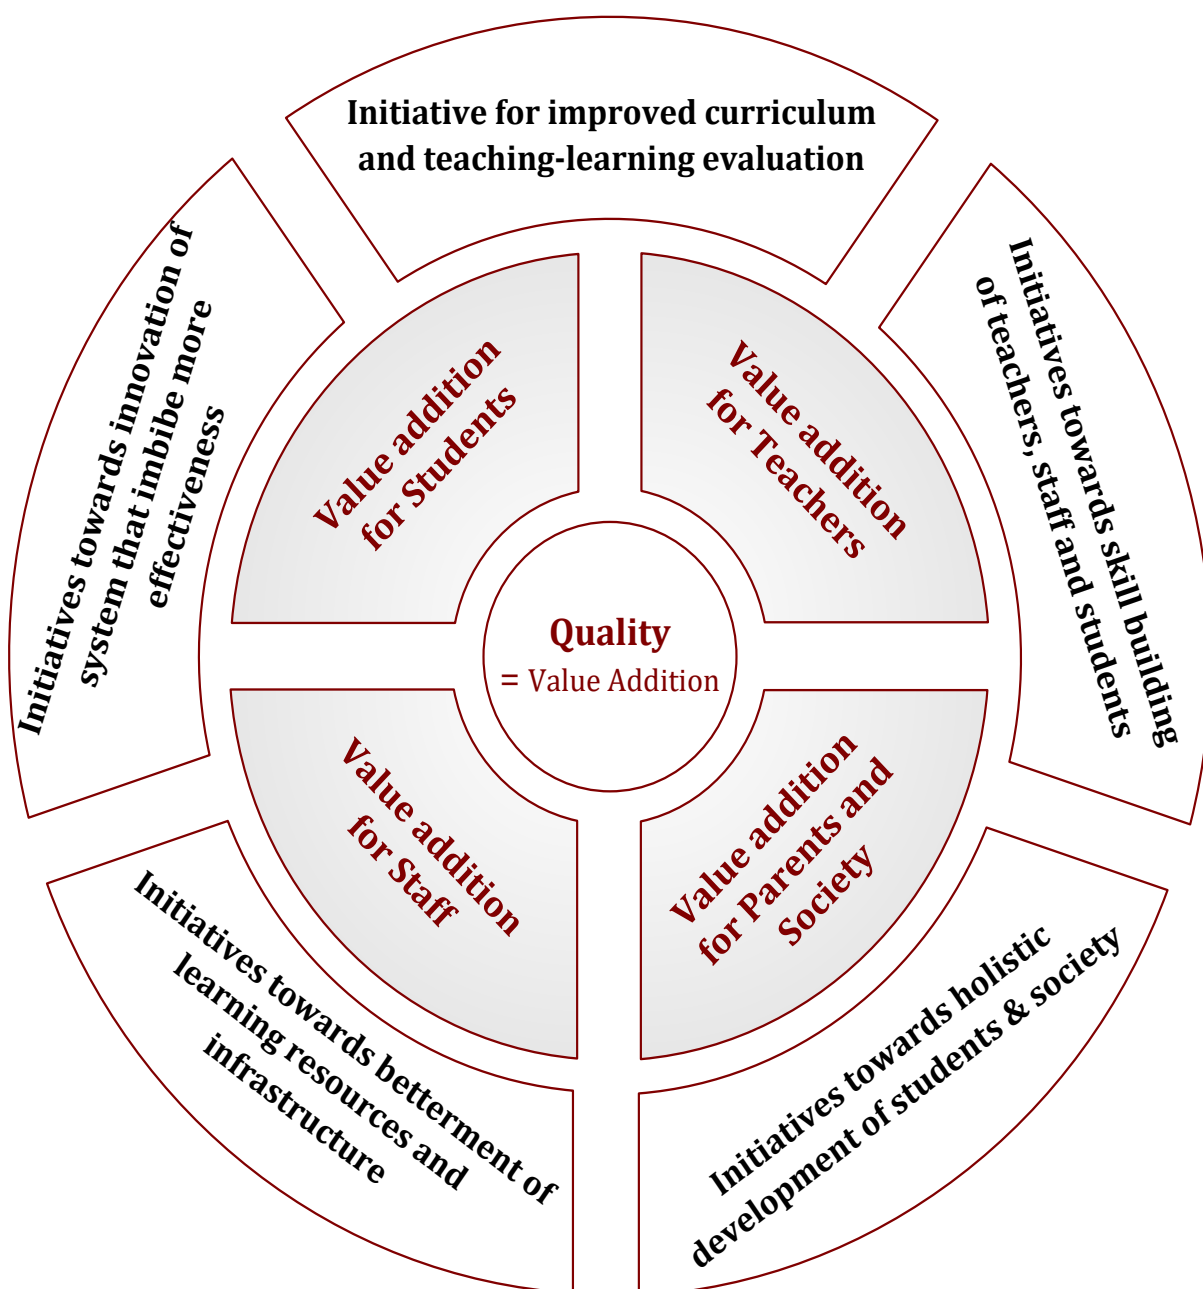 Initiative for improved curriculum
and teaching-learning evaluation
Initiatives towards innovation of
system that imbibe more
effectiveness
Initiatives towards skill building
of teachers, staff and students
Value addition
for Students
Value addition
for Teachers
Quality
= Value Addition
Value addition
for Staff
Value addition
for Parents and
Society
Initiatives towards betterment of
learning resources and
infrastructure
Initiatives towards holistic
development of students & society